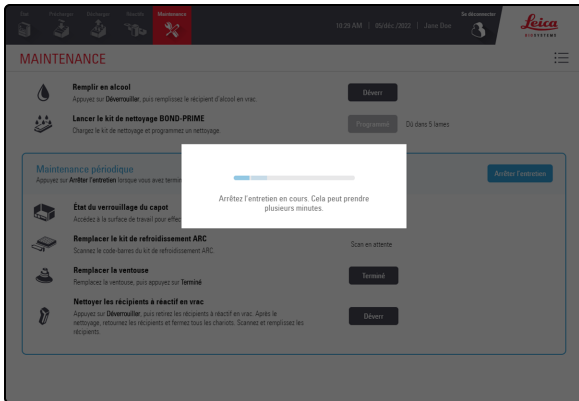 État
Précharger
Décharger
Réactifs
Maintenance
10:29 AM | 05/déc./2022 | Jane Doe
Se déconnecter
Leica
BIOSYSTEMS
MAINTENANCE
Remplir en alcool
Appuyez sur Déverrouiller, puis remplissez le récipient d'alcool en vrac.
Déverr
Lancer le kit de nettoyage BOND-PRIME
Chargez le kit de nettoyage et programmez un nettoyage.
Programmé
Dû dans 5 lames
Maintenance périodique
Appuyez sur Arrêter l'entretien lorsque vous avez termin
Arrêter l'entretien
Arrêtez l'entretien en cours. Cela peut prendre
plusieurs minutes.
État du verrouillage du capot
Accédez à la surface de travail pour effec
Remplacer le kit de refroidissement ARC
Scannez le code-barres du kit de refroidissement ARC.
Scan en attente
Remplacer la ventouse
Remplacez la ventouse, puis appuyez sur Terminé
Terminé
Nettoyer les récipients à réactif en vrac
Appuyez sur Déverrouiller, puis retirez les récipients à réactif en vrac. Après le
nettoyage, retournez les récipients et fermez tous les chariots. Scannez et remplissez les
récipients.
Déverr